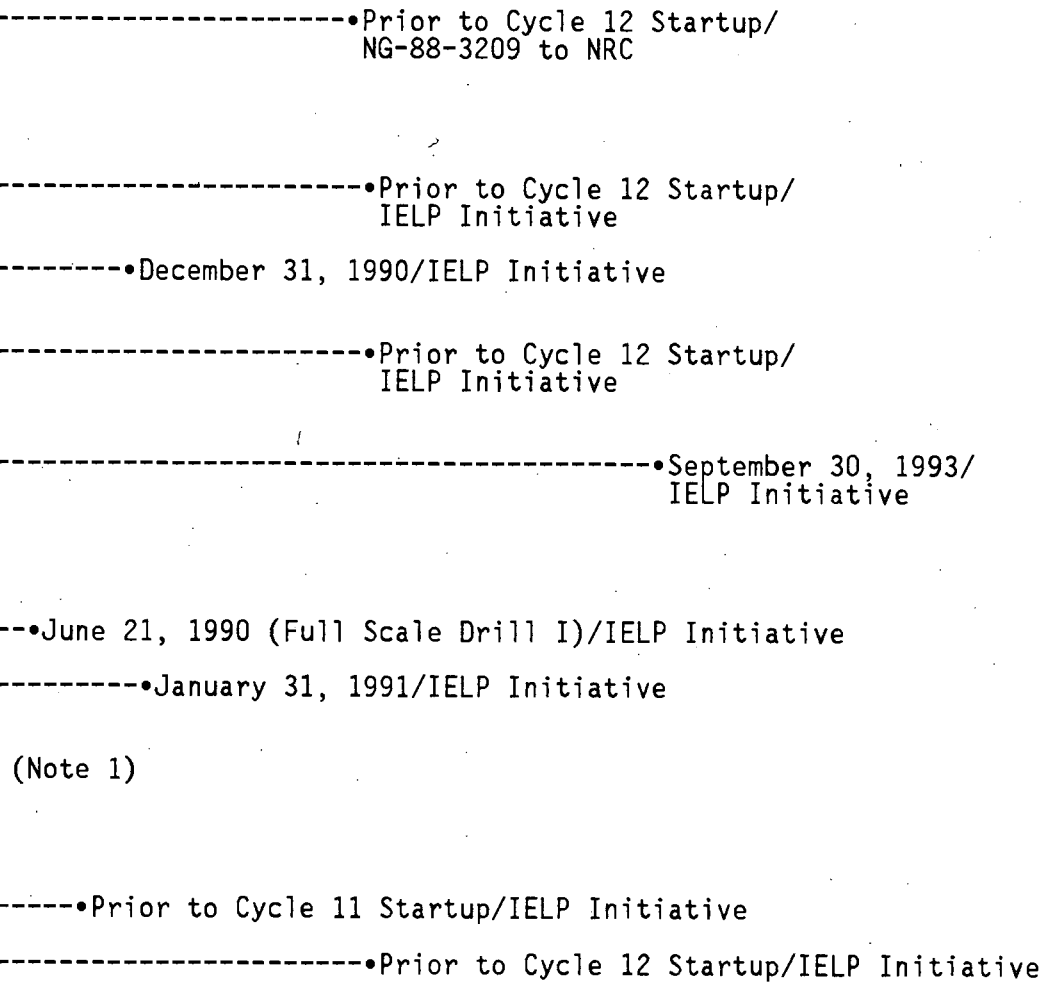 -----------------------•Prior to Cycle 12 Startup/
NG-88-3209 to NRC
------------------------•Prior to Cycle 12 Startup/
IELP Initiative
---------•December 31, 1990/IELP Initiative
------------------------•Prior to Cycle 12 Startup/
IELP Initiative
-------------------------------------------•September 30, 1993/
IELP Initiative
--•June 21, 1990 (Full Scale Drill I)/IELP Initiative
---------•January 31, 1991/IELP Initiative
(Note 1)
-----•Prior to Cycle 11 Startup/IELP Initiative
------------------------•Prior to Cycle 12 Startup/IELP Initiative